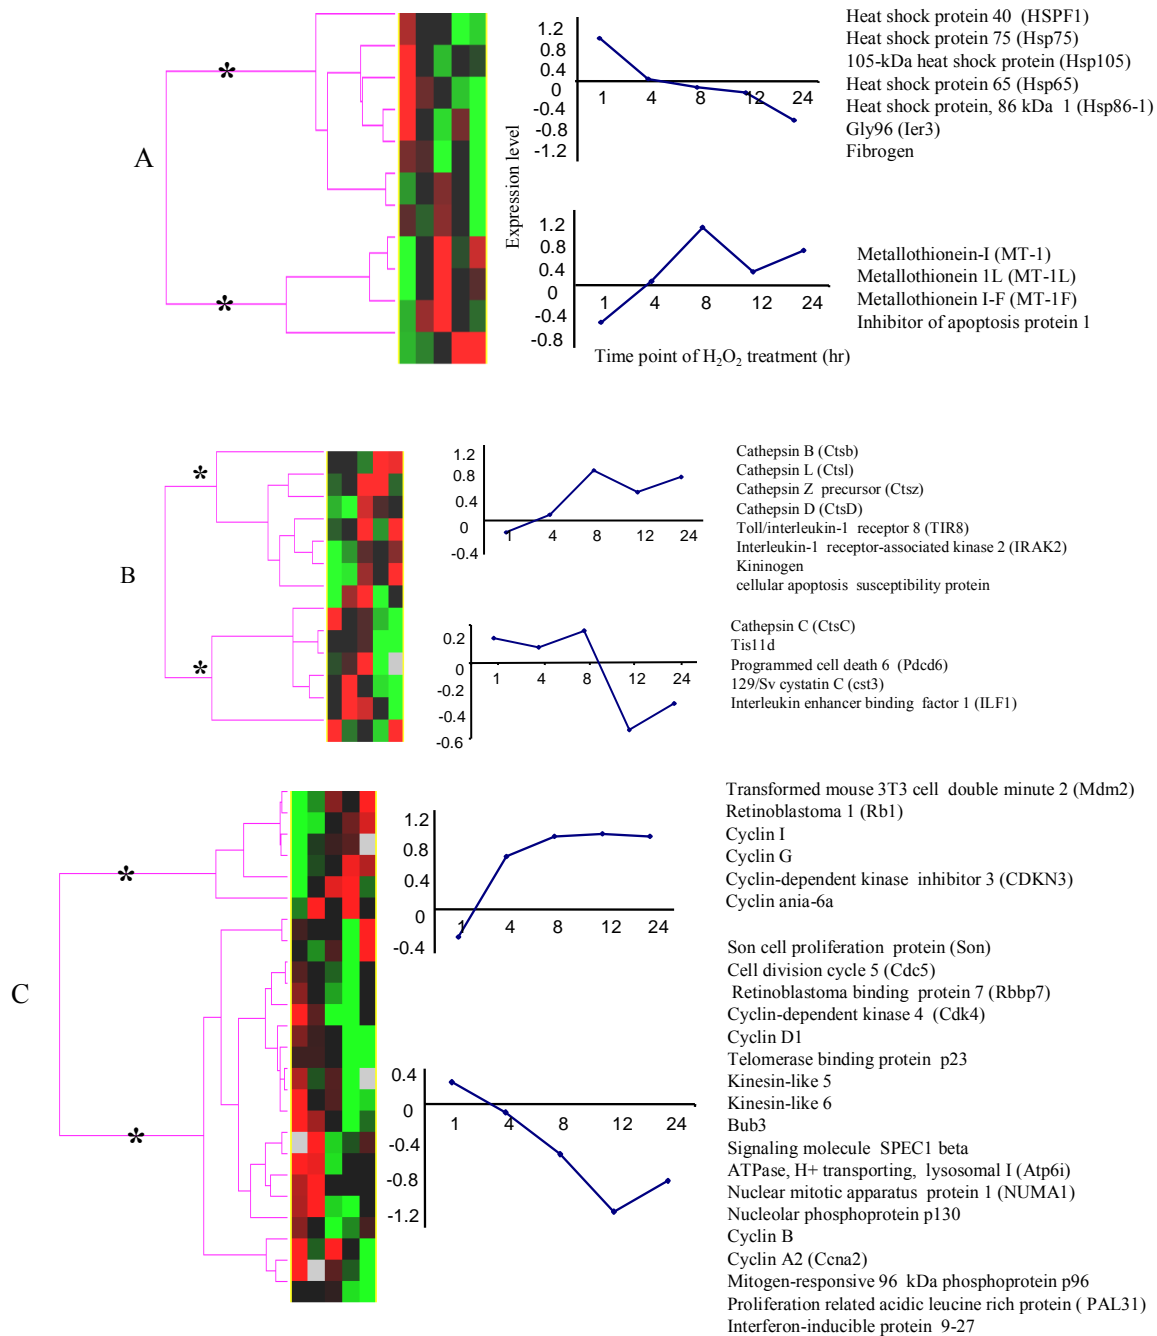 A
*
*
Expression level
1.2
0.8
0.4
0
-0.4
-0.8
-1.2
1 4 8 12 24
Heat shock protein 40 (HSPF1)
Heat shock protein 75 (Hsp75)
105-kDa heat shock protein (Hsp105)
Heat shock protein 65 (Hsp65)
Heat shock protein, 86 kDa 1 (Hsp86-1)
Gly96 (Ier3)
Fibrogen
1.2
0.8
0.4
0
-0.4
-0.8
1 4 8 12 24
Time point of H₂O₂ treatment (hr)
Metallothionein-I (MT-1)
Metallothionein 1L (MT-1L)
Metallothionein I-F (MT-1F)
Inhibitor of apoptosis protein 1
B
*
*
1.2
0.8
0.4
0
-0.4
1 4 8 12 24
Cathepsin B (Ctsb)
Cathepsin L (Ctsl)
Cathepsin Z precursor (Ctsz)
Cathepsin D (CtsD)
Toll/interleukin-1 receptor 8 (TIR8)
Interleukin-1 receptor-associated kinase 2 (IRAK2)
Kininogen
cellular apoptosis susceptibility protein
0.2
0
-0.2
-0.4
-0.6
1 4 8 12 24
Cathepsin C (CtsC)
Tis11d
Programmed cell death 6 (Pdcd6)
129/Sv cystatin C (cst3)
Interleukin enhancer binding factor 1 (ILF1)
C
*
*
1.2
0.8
0.4
0
-0.4
1 4 8 12 24
Transformed mouse 3T3 cell double minute 2 (Mdm2)
Retinoblastoma 1 (Rb1)
Cyclin I
Cyclin G
Cyclin-dependent kinase inhibitor 3 (CDKN3)
Cyclin ania-6a
0.4
0
-0.4
-0.8
-1.2
1 4 8 12 24
Son cell proliferation protein (Son)
Cell division cycle 5 (Cdc5)
Retinoblastoma binding protein 7 (Rbbp7)
Cyclin-dependent kinase 4 (Cdk4)
Cyclin D1
Telomerase binding protein p23
Kinesin-like 5
Kinesin-like 6
Bub3
Signaling molecule SPEC1 beta
ATPase, H+ transporting, lysosomal I (Atp6i)
Nuclear mitotic apparatus protein 1 (NUMA1)
Nucleolar phosphoprotein p130
Cyclin B
Cyclin A2 (Ccna2)
Mitogen-responsive 96 kDa phosphoprotein p96
Proliferation related acidic leucine rich protein ( PAL31)
Interferon-inducible protein 9-27